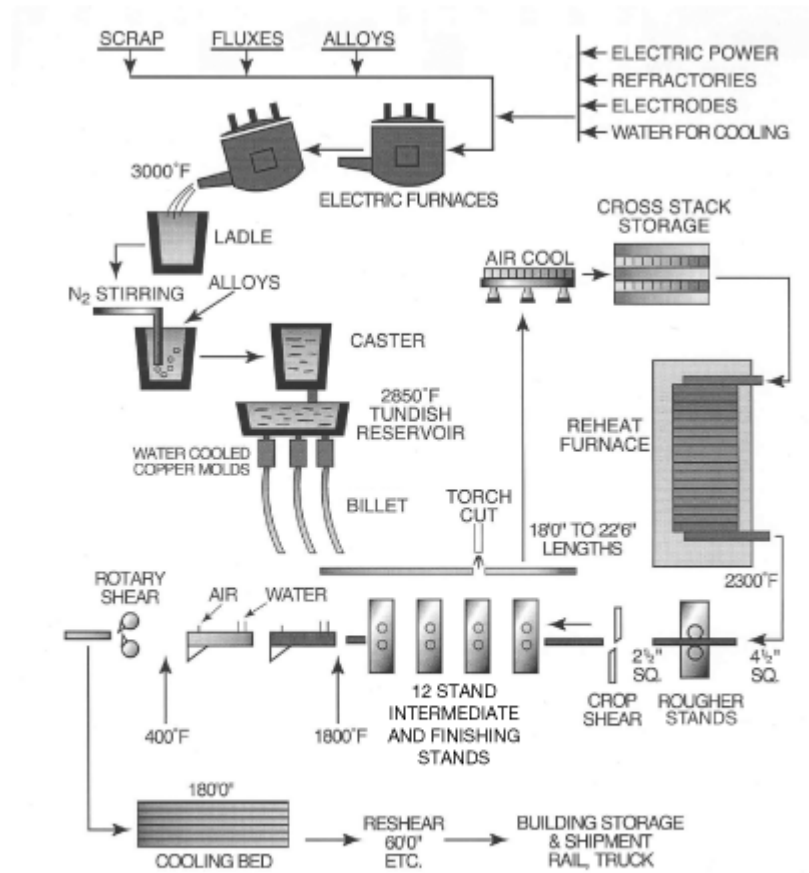 SCRAP
FLUXES
ALLOYS
ELECTRIC POWER
REFRACTORIES
ELECTRODES
WATER FOR COOLING
3000°F
ELECTRIC FURNACES
LADLE
CROSS STACK
STORAGE
AIR COOL
N₂ STIRRING
ALLOYS
CASTER
2850°F
TUNDISH
RESERVOIR
WATER COOLED
COPPER MOLDS
BILLET
REHEAT
FURNACE
TORCH
CUT
18'0" TO 22'6"
LENGTHS
2300°F
ROTARY
SHEAR
AIR
WATER
2½"
SQ.
4½"
SQ.
CROP
SHEAR
ROUGHER
STANDS
12 STAND
INTERMEDIATE
AND FINISHING
STANDS
400°F
1800°F
180'0"
COOLING BED
RESHEAR
60'0"
ETC.
BUILDING STORAGE
& SHIPMENT
RAIL, TRUCK